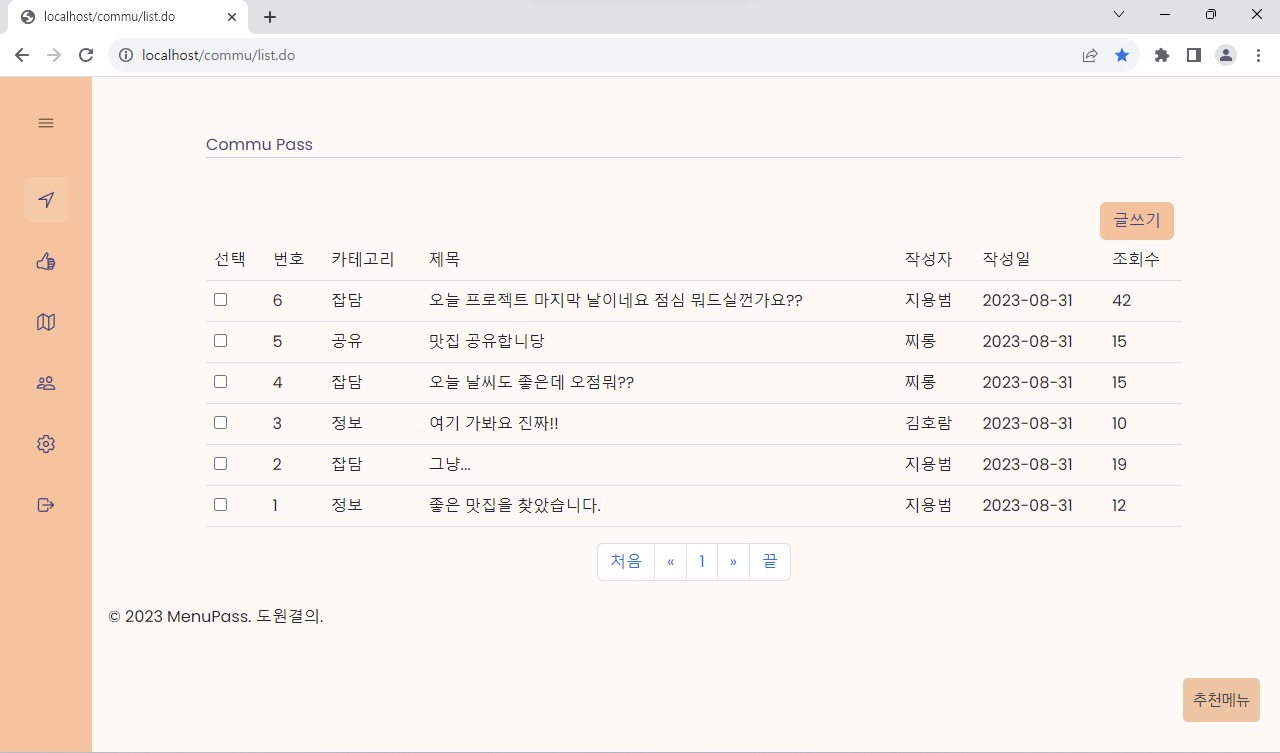 localhost/commu/list.do
localhost/commu/list.do
Commu Pass
글쓰기
선택 번호 카테고리 제목 작성자 작성일 조회수
6 잡담 오늘 프로젝트 마지막 날이네요 점심 뭐드실껀가요?? 지용범 2023-08-31 42
5 공유 맛집 공유합니당 찌롱 2023-08-31 15
4 잡담 오늘 날씨도 좋은데 오점뭐?? 찌롱 2023-08-31 15
3 정보 여기 가봐요 진짜!! 김호람 2023-08-31 10
2 잡담 그냥... 지용범 2023-08-31 19
1 정보 좋은 맛집을 찾았습니다. 지용범 2023-08-31 12
처음 « 1 » 끝
© 2023 MenuPass. 도원결의.
추천메뉴